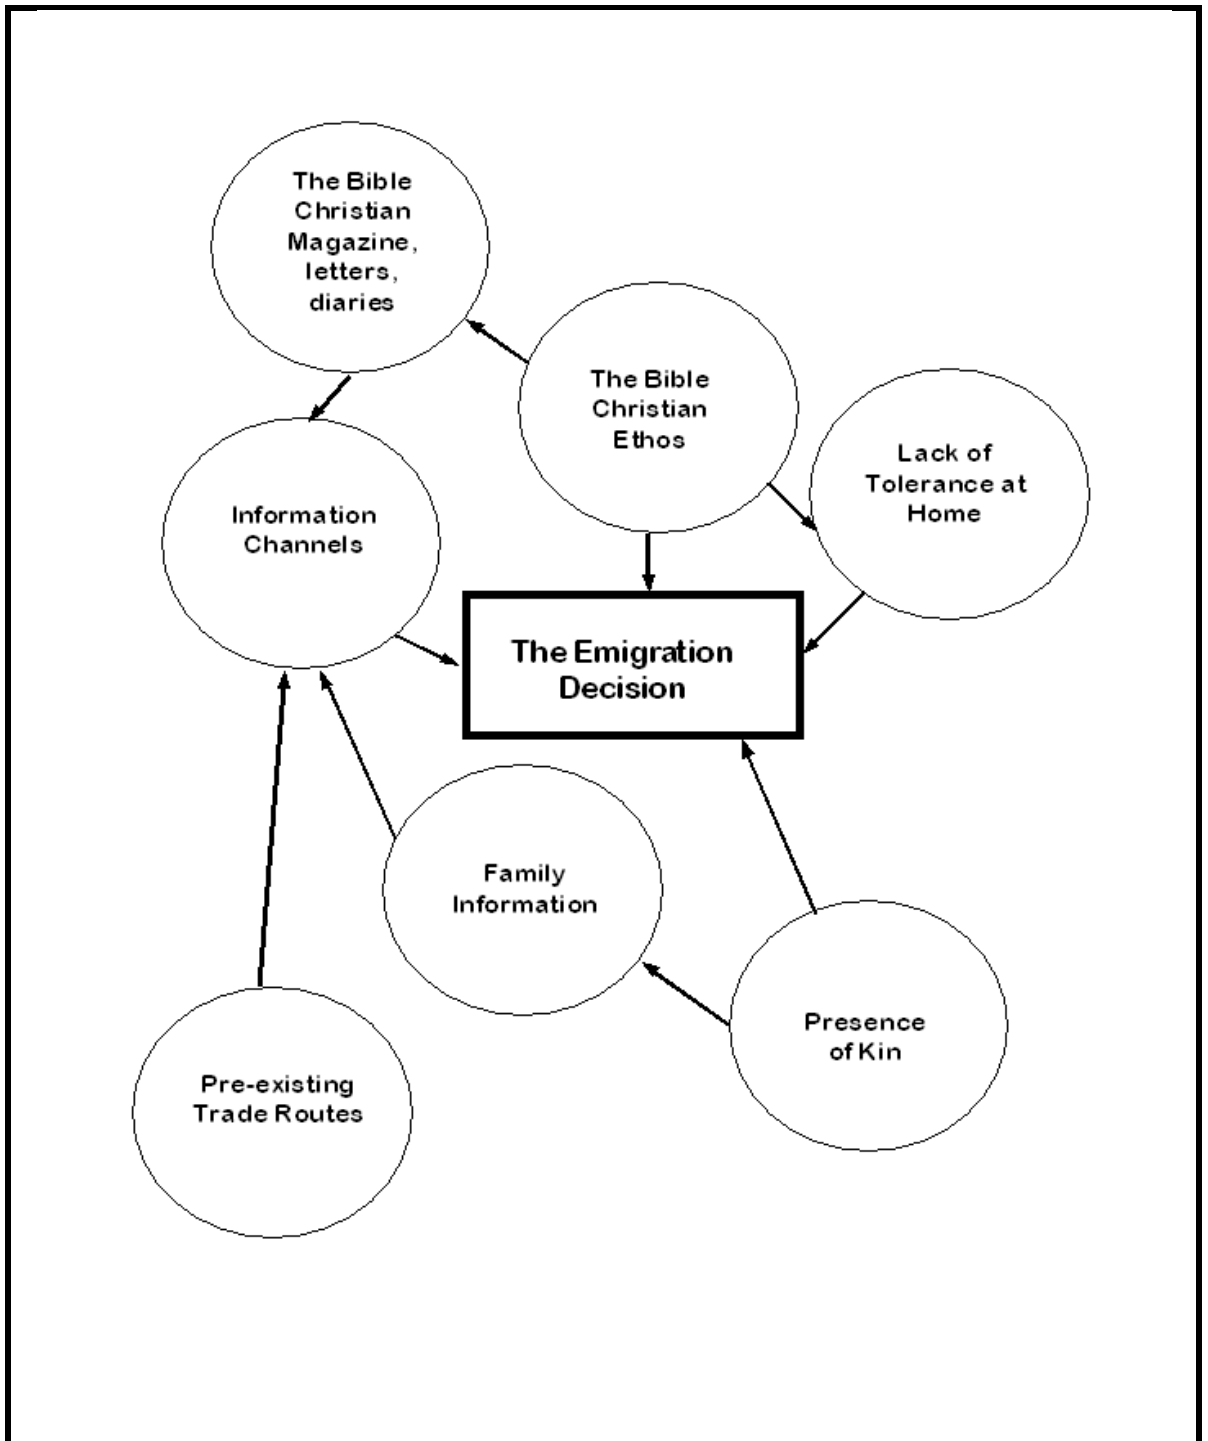 The Bible
Christian
Magazine,
letters,
diaries
The Bible
Christian
Ethos
Lack of
Tolerance at
Home
Information
Channels
The Emigration
Decision
Family
Information
Presence
of Kin
Pre-existing
Trade Routes